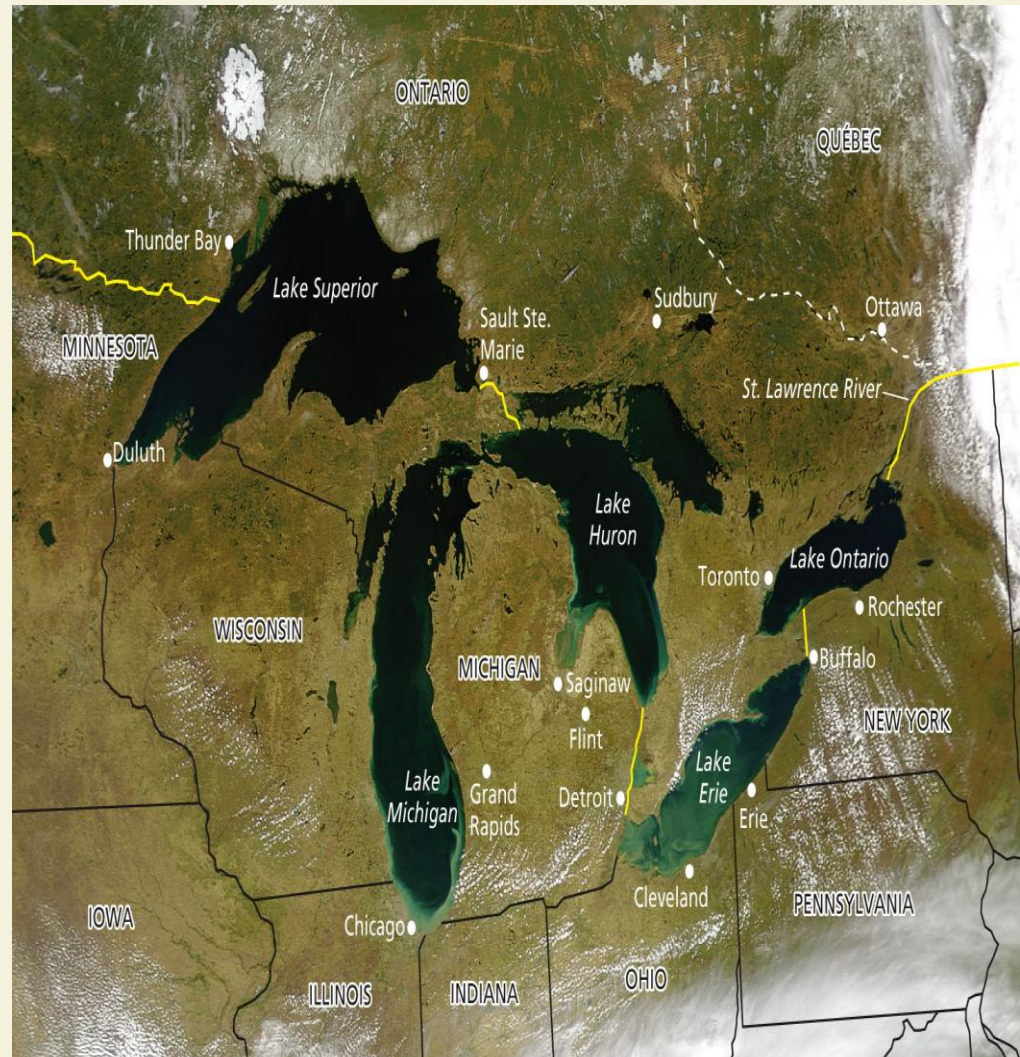 ONTARIO
QUÉBEC
Thunder Bay
Lake Superior
Sudbury
Ottawa
Sault Ste.
Marie
MINNESOTA
St. Lawrence River
Duluth
Lake
Huron
Lake Ontario
Toronto
Rochester
WISCONSIN
MICHIGAN
Buffalo
Saginaw
NEW YORK
Flint
Lake
Michigan
Grand
Rapids
Detroit
Lake
Erie
Erie
Cleveland
PENNSYLVANIA
IOWA
Chicago
ILLINOIS
INDIANA
OHIO